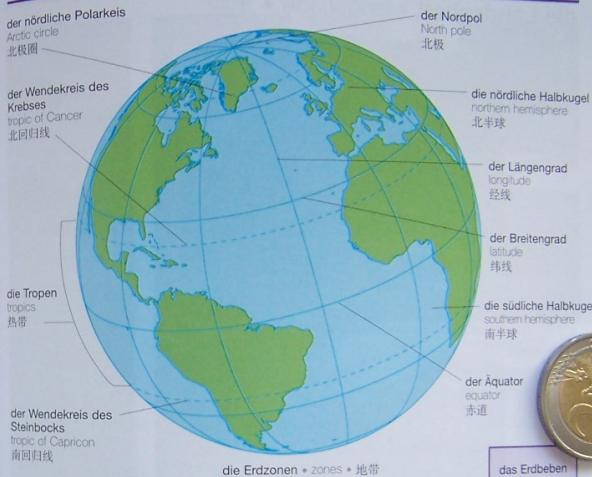 der nördliche Polarkeis
Arctic circle
北极圈
der Nordpol
North pole
北极
der Wendekreis des
Krebses
tropic of Cancer
北回归线
die nördliche Halbkugel
northern hemisphere
北半球
der Längengrad
longitude
经线
der Breitengrad
latitude
纬线
die Tropen
tropics
热带
die südliche Halbkuge
southern hemisphere
南半球
der Äquator
equator
赤道
der Wendekreis des
Steinbocks
tropic of Capricon
南回归线
die Erdzonen • zones • 地带
das Erdbeben
2